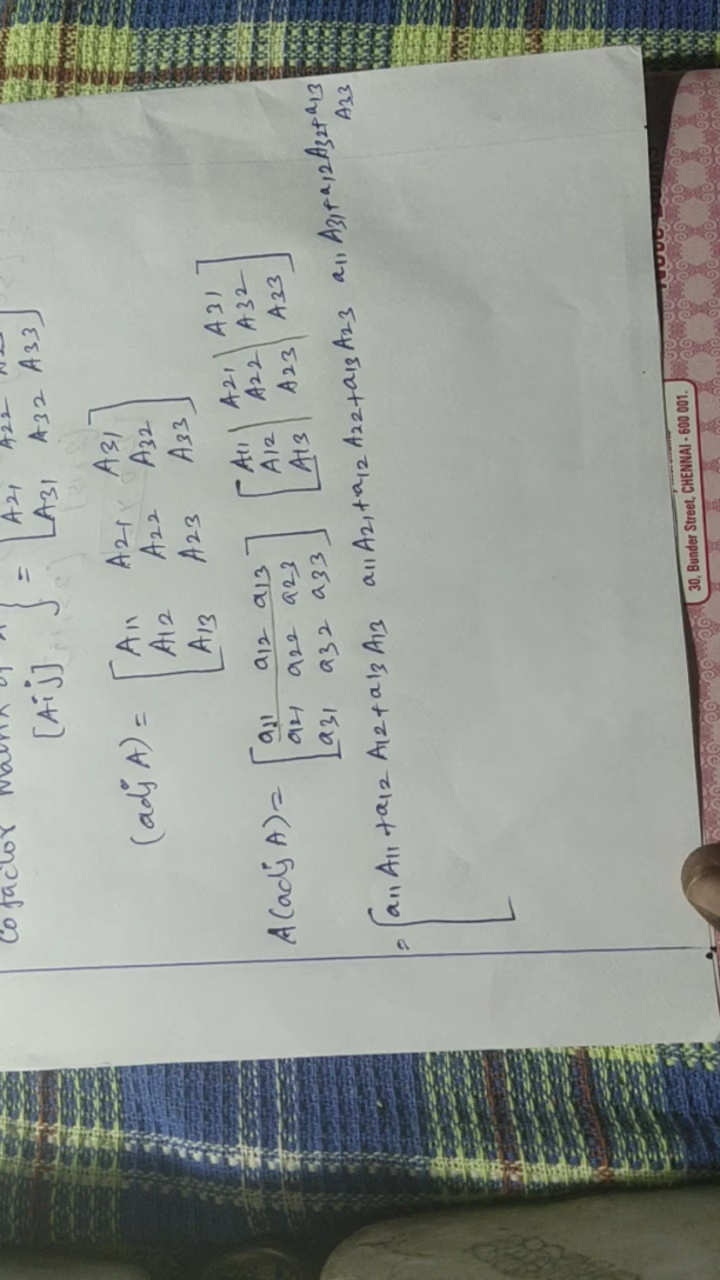 Cofactor matrix of
[Aij] } = [ A21 A22
A31 A32 A33 ]
(adj A) = [ A11 A21 A31
A12 A22 A32
A13 A23 A33 ]
A(adj A) = [ a11 a12 a13 ] [ A11 | A21 | A31 ]
a21 a22 a23 A12 | A22 | A32
a31 a32 a33 A13 | A23 | A33
= [ a11 A11 + a12 A12 + a13 A13 a11 A21 + a12 A22 + a13 A23 a11 A31 + a12 A32 + a13
A33
30, Bunder Street, CHENNAI - 600 001.